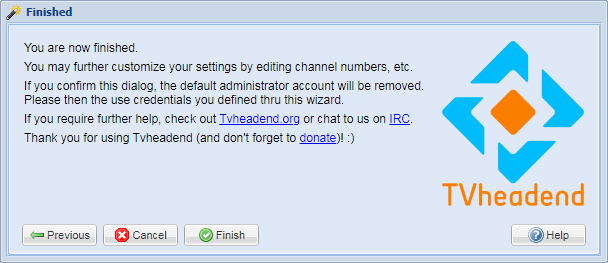 Finished
You are now finished.
You may further customize your settings by editing channel numbers, etc.
If you confirm this dialog, the default administrator account will be removed.
Please then the use credentials you defined thru this wizard.
If you require further help, check out Tvheadend.org or chat to us on IRC.
Thank you for using Tvheadend (and don't forget to donate)! :)
TVheadend
Previous Cancel Finish Help